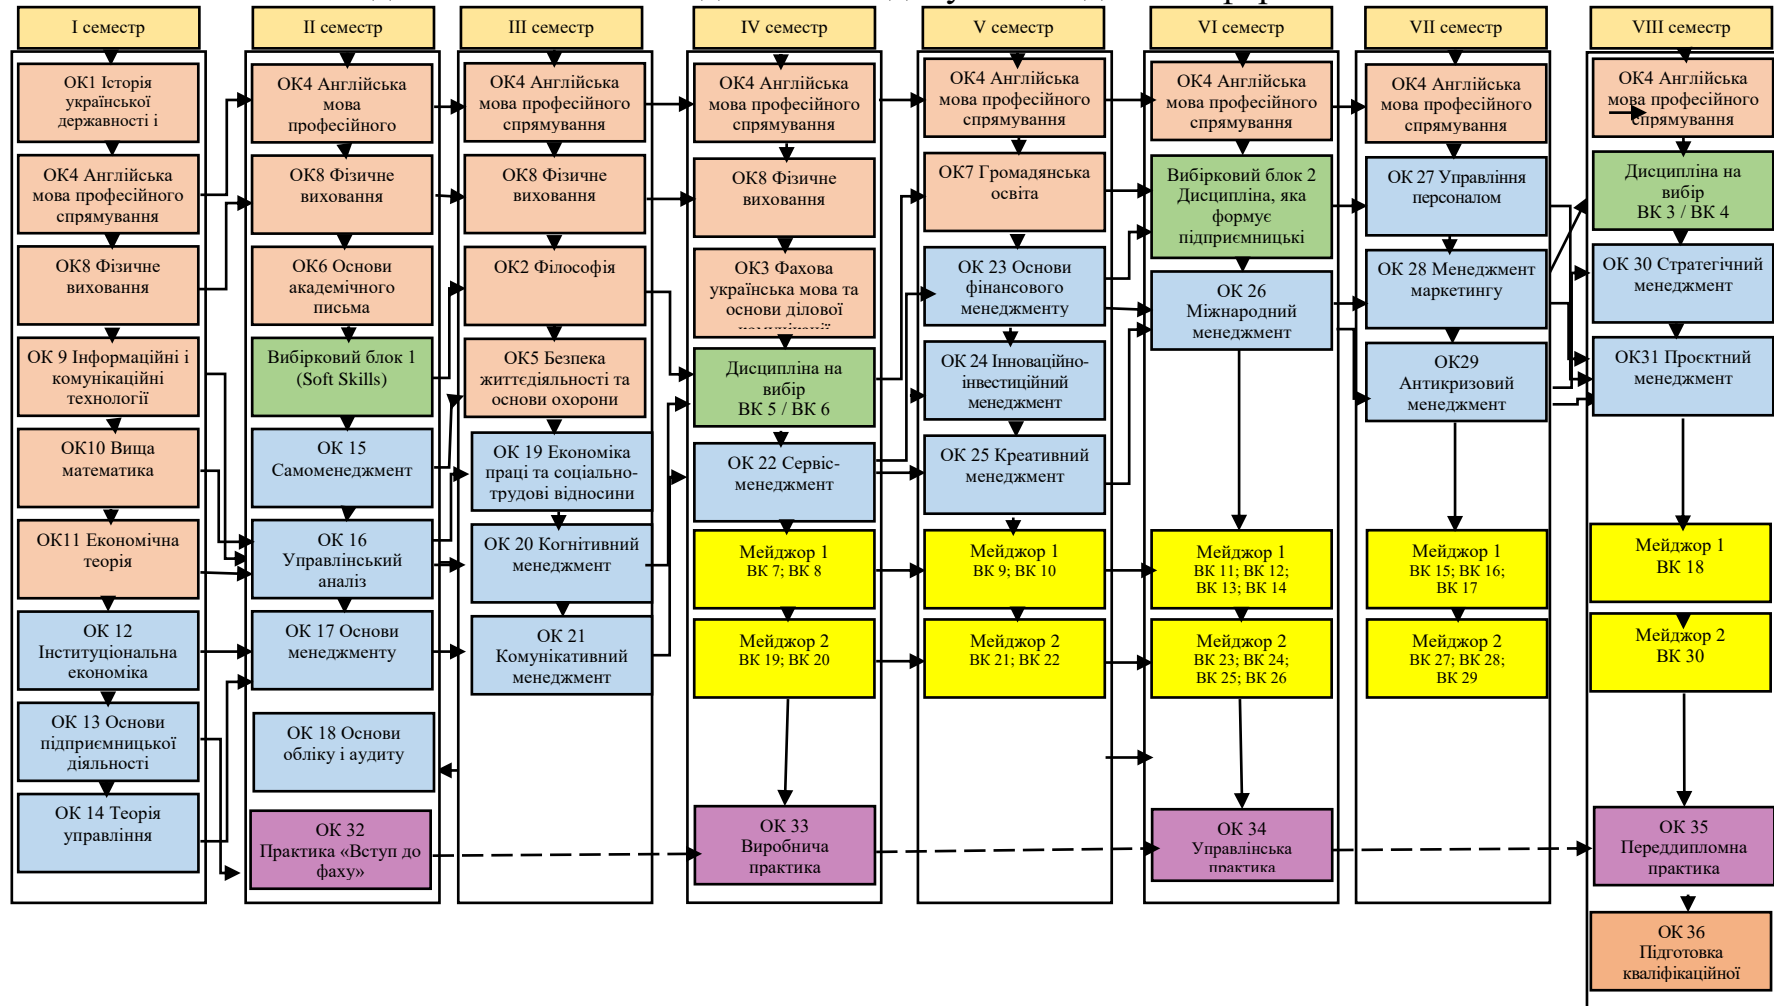 I семестр
ОК1 Історія
української
державності і
ОК4 Англійська
мова професійного
спрямування
ОК8 Фізичне
виховання
ОК 9 Інформаційні і
комунікаційні
технології
ОК10 Вища
математика
ОК11 Економічна
теорія
ОК 12
Інституціональна
економіка
ОК 13 Основи
підприємницької
діяльності
ОК 14 Теорія
управління
II семестр
ОК4 Англійська
мова
професійного
ОК8 Фізичне
виховання
ОК6 Основи
академічного
письма
Вибірковий блок 1
(Soft Skills)
ОК 15
Самоменеджмент
ОК 16
Управлінський
аналіз
ОК 17 Основи
менеджменту
ОК 18 Основи
обліку і аудиту
ОК 32
Практика «Вступ до
фаху»
III семестр
ОК4 Англійська
мова професійного
спрямування
ОК8 Фізичне
виховання
ОК2 Філософія
ОК5 Безпека
життєдіяльності та
основи охорони
ОК 19 Економіка
праці та соціально-
трудові відносини
ОК 20 Когнітивний
менеджмент
ОК 21
Комунікативний
менеджмент
IV семестр
ОК4 Англійська
мова професійного
спрямування
ОК8 Фізичне
виховання
ОК3 Фахова
українська мова та
основи ділової
Дисципліна на
вибір
ВК 5 / ВК 6
ОК 22 Сервіс-
менеджмент
Мейджор 1
ВК 7; ВК 8
Мейджор 2
ВК 19; ВК 20
ОК 33
Виробнича
практика
V семестр
ОК4 Англійська
мова професійного
спрямування
ОК7 Громадянська
освіта
ОК 23 Основи
фінансового
менеджменту
ОК 24 Інноваційно-
інвестиційний
менеджмент
ОК 25 Креативний
менеджмент
Мейджор 1
ВК 9; ВК 10
Мейджор 2
ВК 21; ВК 22
VI семестр
ОК4 Англійська
мова професійного
спрямування
Вибірковий блок 2
Дисципліна, яка
формує
підприємницькі
ОК 26
Міжнародний
менеджмент
Мейджор 1
ВК 11; ВК 12;
ВК 13; ВК 14
Мейджор 2
ВК 23; ВК 24;
ВК 25; ВК 26
ОК 34
Управлінська
практика
VII семестр
ОК4 Англійська
мова професійного
спрямування
ОК 27 Управління
персоналом
ОК 28 Менеджмент
маркетингу
ОК29
Антикризовий
менеджмент
Мейджор 1
ВК 15; ВК 16;
ВК 17
Мейджор 2
ВК 27; ВК 28;
ВК 29
VIII семестр
ОК4 Англійська
мова професійного
спрямування
Дисципліна на
вибір
ВК 3 / ВК 4
ОК 30 Стратегічний
менеджмент
ОК31 Проєктний
менеджмент
Мейджор 1
ВК 18
Мейджор 2
ВК 30
ОК 35
Переддипломна
практика
ОК 36
Підготовка
кваліфікаційної